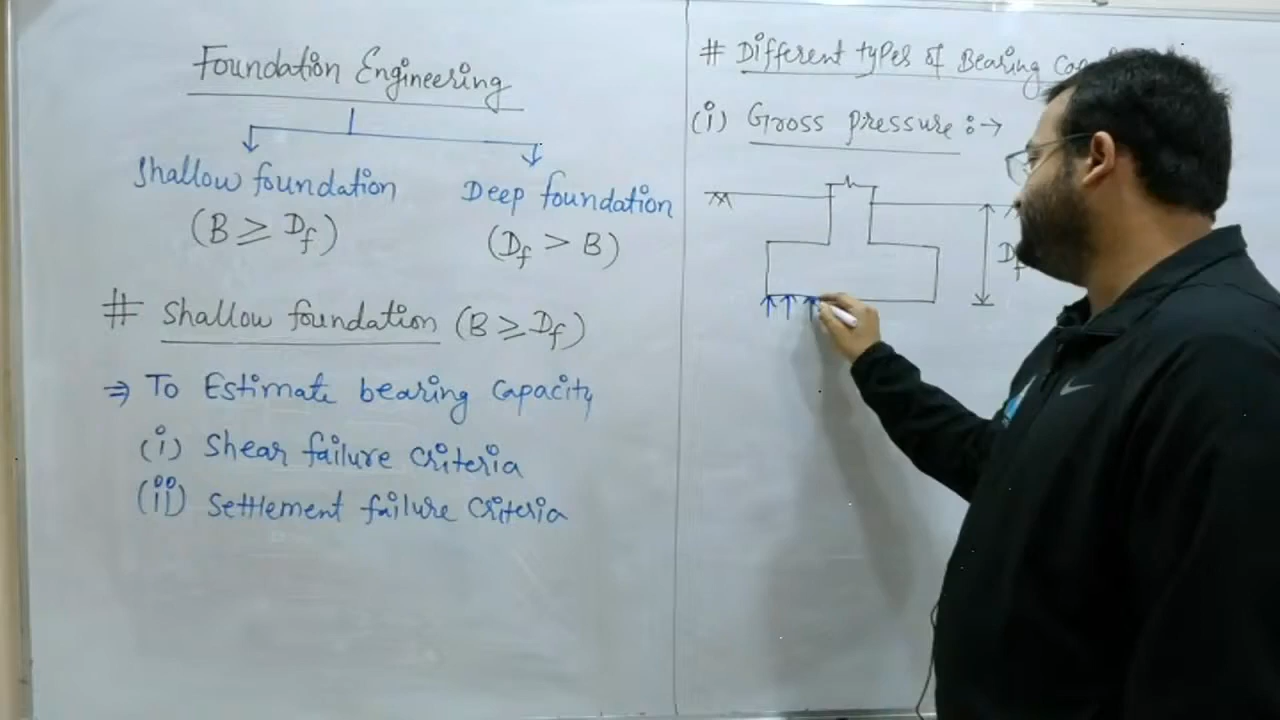 Foundation Engineering
Shallow foundation
(B ≥ Df)
Deep foundation
(Df > B)
# Shallow foundation (B ≥ Df)
⇒ To Estimate bearing capacity
(i) Shear failure criteria
(ii) Settlement failure criteria
# Different types of Bearing
(i) Gross pressure :→
Df